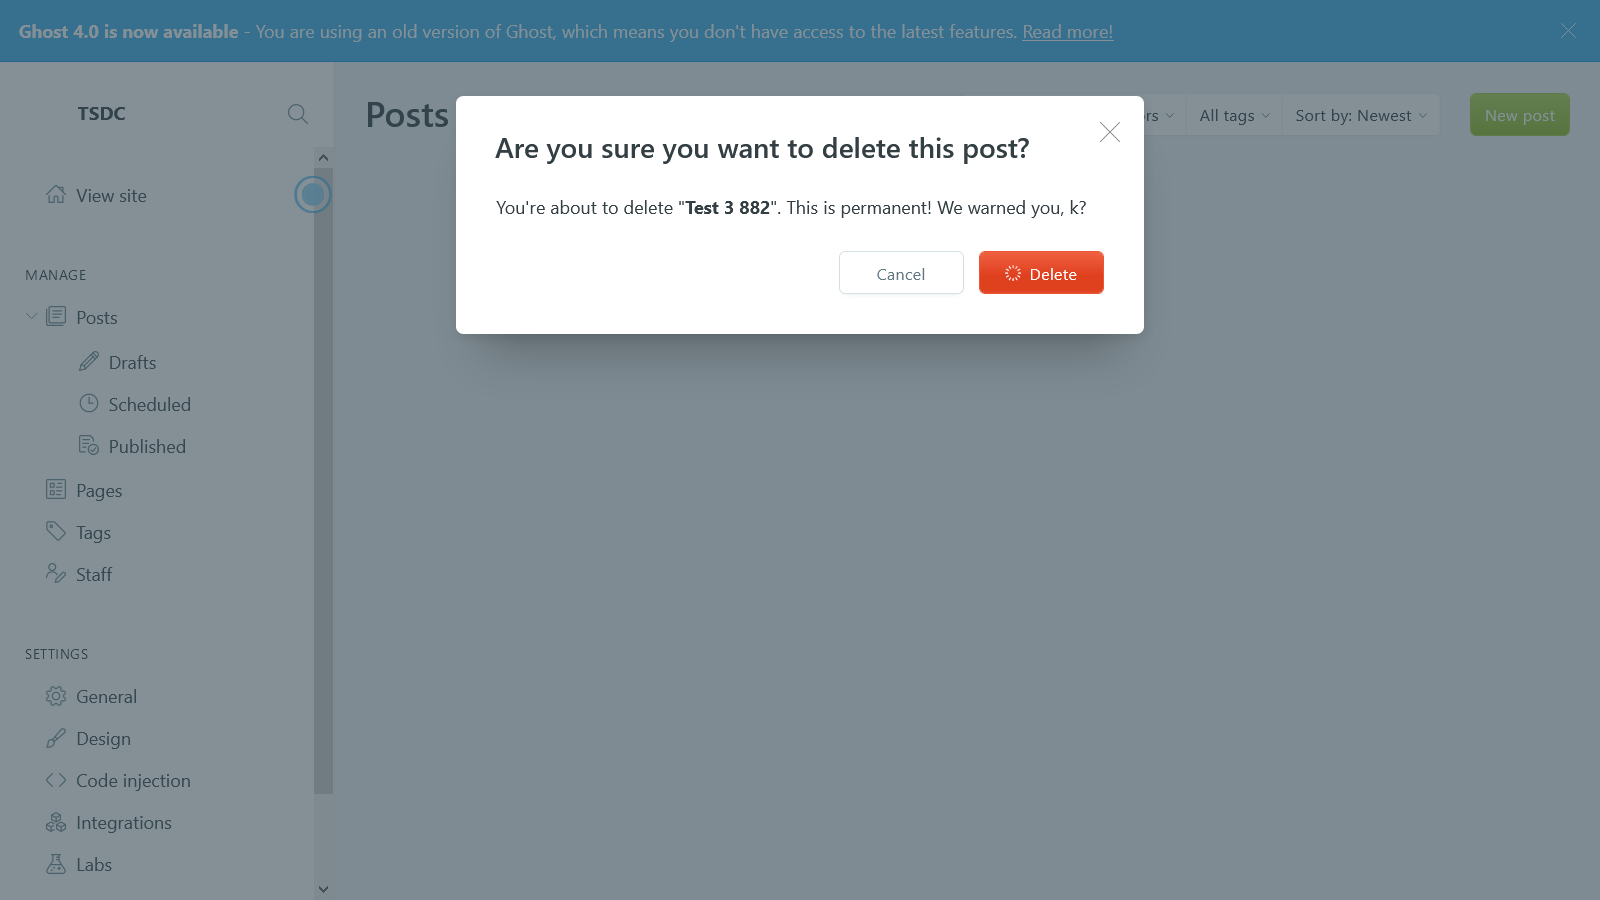 Ghost 4.0 is now available - You are using an old version of Ghost, which means you don't have access to the latest features. Read more!
TSDC
Posts
All tags
Sort by: Newest
New post
Are you sure you want to delete this post?
You're about to delete "Test 3 882". This is permanent! We warned you, k?
Cancel
Delete
View site
MANAGE
Posts
Drafts
Scheduled
Published
Pages
Tags
Staff
SETTINGS
General
Design
Code injection
Integrations
Labs